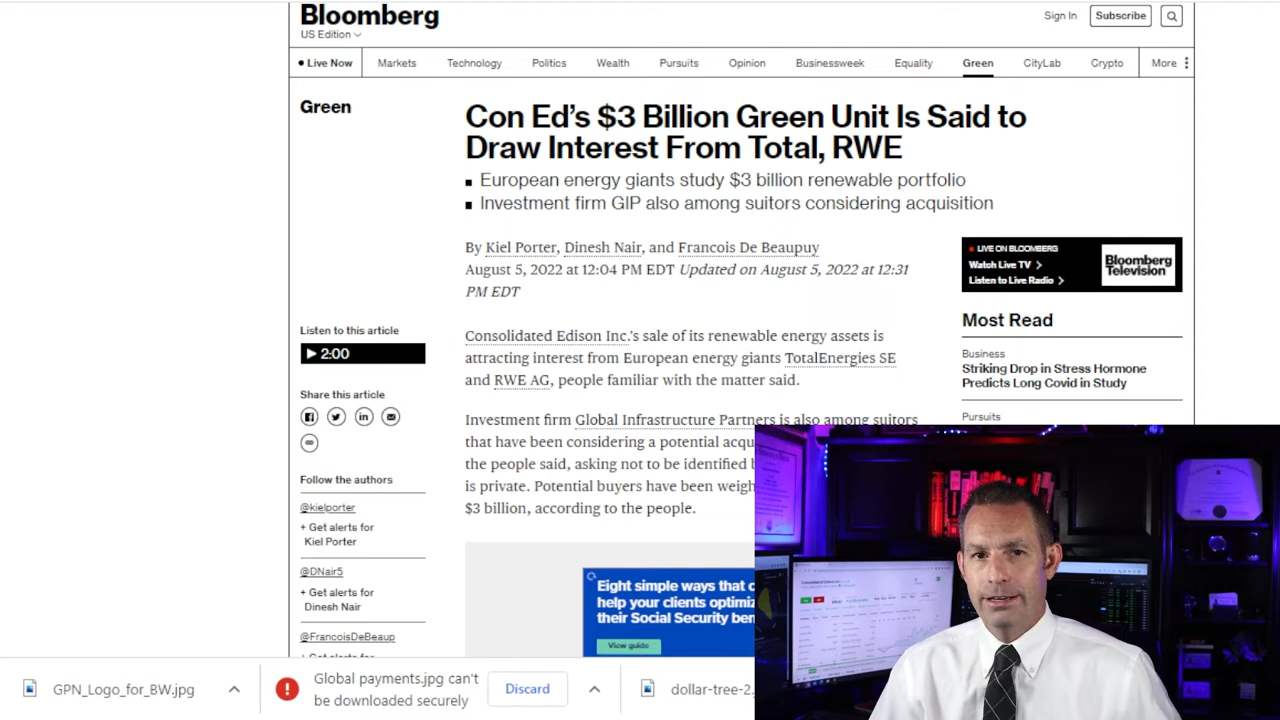 Bloomberg
US Edition
Sign In
Subscribe
Live Now
Markets
Technology
Politics
Wealth
Pursuits
Opinion
Businessweek
Equality
Green
CityLab
Crypto
More
Green
Con Ed's $3 Billion Green Unit Is Said to
Draw Interest From Total, RWE
European energy giants study $3 billion renewable portfolio
Investment firm GIP also among suitors considering acquisition
By Kiel Porter, Dinesh Nair, and Francois De Beaupuy
August 5, 2022 at 12:04 PM EDT Updated on August 5, 2022 at 12:31
PM EDT
Listen to this article
2:00
Share this article
Follow the authors
@kielporter
+ Get alerts for
Kiel Porter
@DNair5
+ Get alerts for
Dinesh Nair
@FrancoisDeBeaup
+ Get alerts for
Consolidated Edison Inc.'s sale of its renewable energy assets is
attracting interest from European energy giants TotalEnergies SE
and RWE AG, people familiar with the matter said.
Investment firm Global Infrastructure Partners is also among suitors
that have been considering a potential acqu
the people said, asking not to be identified
is private. Potential buyers have been weigh
$3 billion, according to the people.
Eight simple ways that c
help your clients optimiz
their Social Security ben
View guide
LIVE ON BLOOMBERG
Watch Live TV
Listen to Live Radio
Bloomberg
Television
Most Read
Business
Striking Drop in Stress Hormone
Predicts Long Covid in Study
Pursuits
GPN_Logo_for_BW.jpg
Global payments.jpg can't
be downloaded securely
Discard
dollar-tree-2.